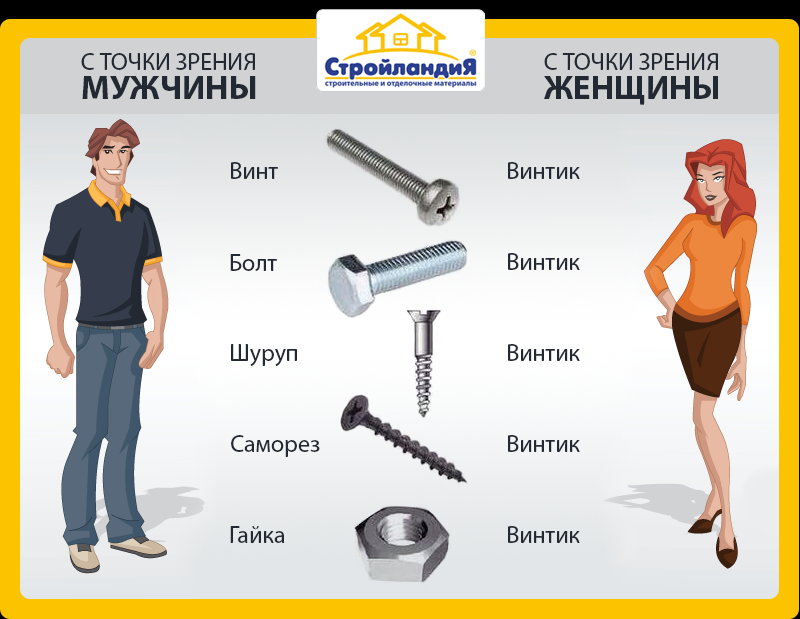 С ТОЧКИ ЗРЕНИЯ
МУЖЧИНЫ
СтройландиЯ®
строительные и отделочные материалы
С ТОЧКИ ЗРЕНИЯ
ЖЕНЩИНЫ
Винт Винтик
Болт Винтик
Шуруп Винтик
Саморез Винтик
Гайка Винтик